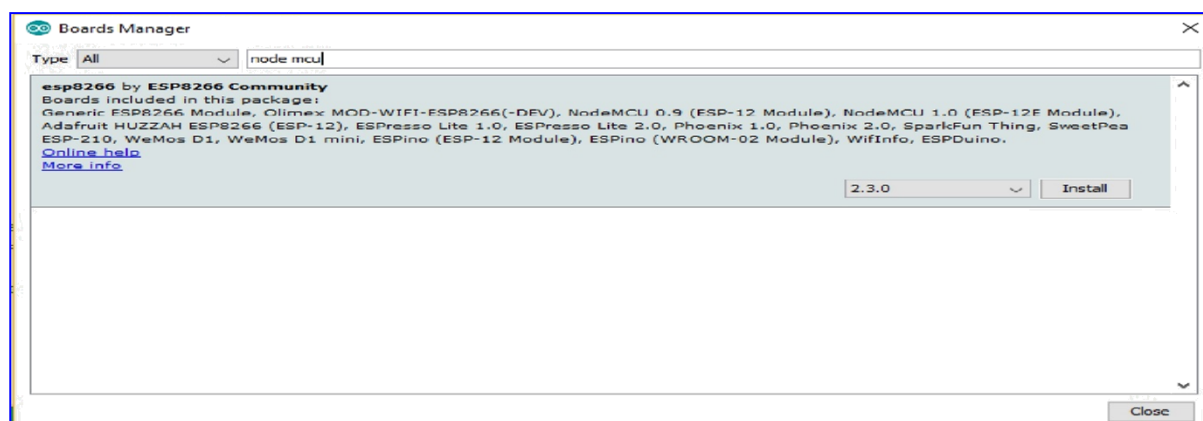 Boards Manager
Type All node mcu
esp8266 by ESP8266 Community
Boards included in this package:
Generic ESP8266 Module, Olimex MOD-WIFI-ESP8266(-DEV), NodeMCU 0.9 (ESP-12 Module), NodeMCU 1.0 (ESP-12E Module),
Adafruit HUZZAH ESP8266 (ESP-12), ESPresso Lite 1.0, ESPresso Lite 2.0, Phoenix 1.0, Phoenix 2.0, SparkFun Thing, SweetPea
ESP-210, WeMos D1, WeMos D1 mini, ESPino (ESP-12 Module), ESPino (WROOM-02 Module), WifInfo, ESPDuino.
Online help
More info
2.3.0 Install
Close